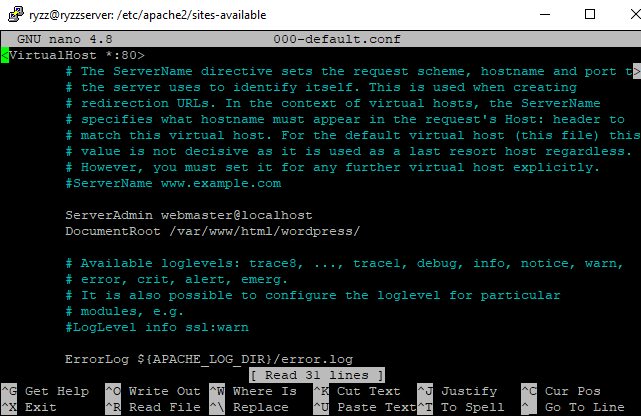 ryzz@ryzzserver: /etc/apache2/sites-available
GNU nano 4.8 000-default.conf
<VirtualHost *:80>
# The ServerName directive sets the request scheme, hostname and port t>
# the server uses to identify itself. This is used when creating
# redirection URLs. In the context of virtual hosts, the ServerName
# specifies what hostname must appear in the request's Host: header to
# match this virtual host. For the default virtual host (this file) this
# value is not decisive as it is used as a last resort host regardless.
# However, you must set it for any further virtual host explicitly.
#ServerName www.example.com
ServerAdmin webmaster@localhost
DocumentRoot /var/www/html/wordpress/
# Available loglevels: trace8, ..., trace1, debug, info, notice, warn,
# error, crit, alert, emerg.
# It is also possible to configure the loglevel for particular
# modules, e.g.
#LogLevel info ssl:warn
ErrorLog ${APACHE_LOG_DIR}/error.log
[ Read 31 lines ]
^G Get Help ^O Write Out ^W Where Is ^K Cut Text ^J Justify ^C Cur Pos
^X Exit ^R Read File ^\ Replace ^U Paste Text ^T To Spell ^_ Go To Line